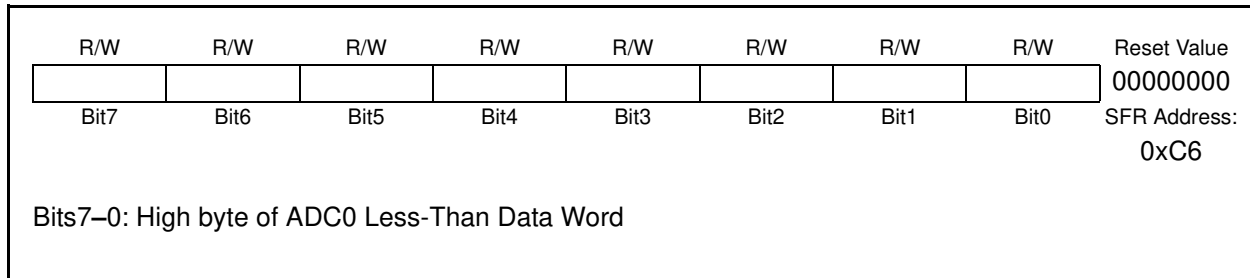 R/W R/W R/W R/W R/W R/W R/W R/W Reset Value
00000000
Bit7 Bit6 Bit5 Bit4 Bit3 Bit2 Bit1 Bit0 SFR Address:
0xC6
Bits7–0: High byte of ADC0 Less-Than Data Word